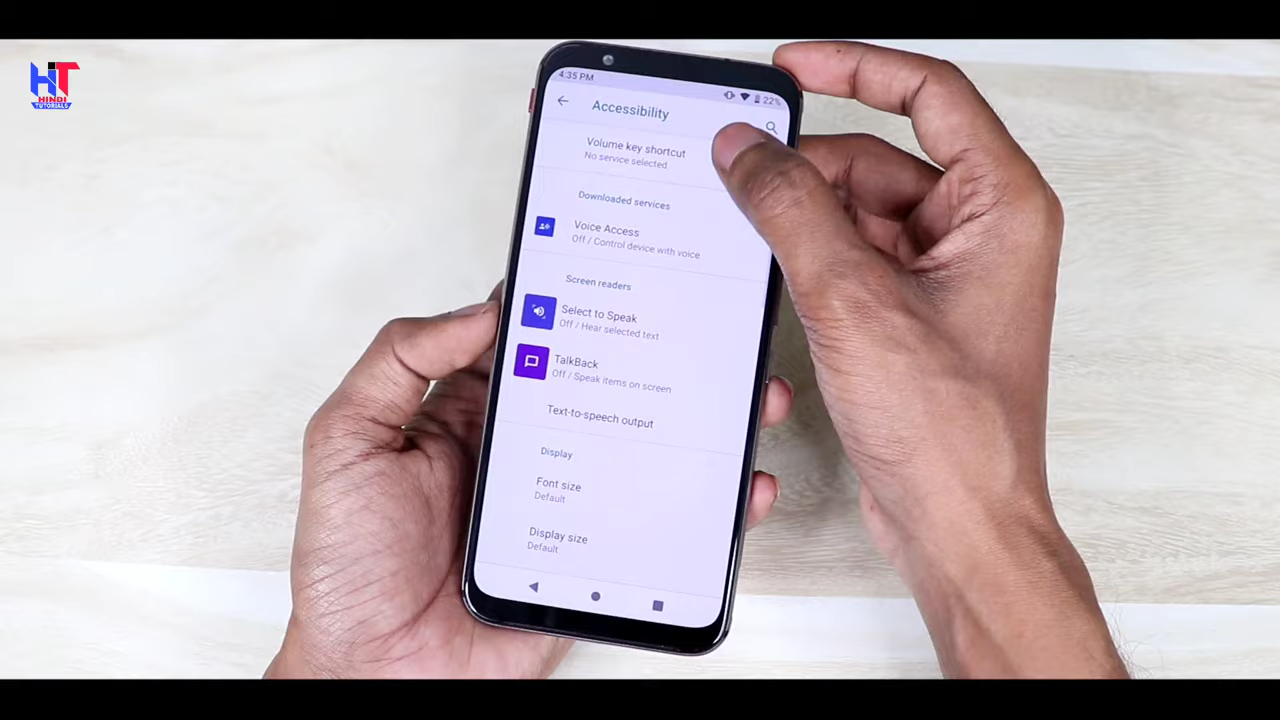 HT
HINDI
TUTORIALS
4:35 PM
22%
Accessibility
Volume key shortcut
No service selected
Downloaded services
Voice Access
Off / Control device with voice
Screen readers
Select to Speak
Off / Hear selected text
TalkBack
Off / Speak items on screen
Text-to-speech output
Display
Font size
Default
Display size
Default